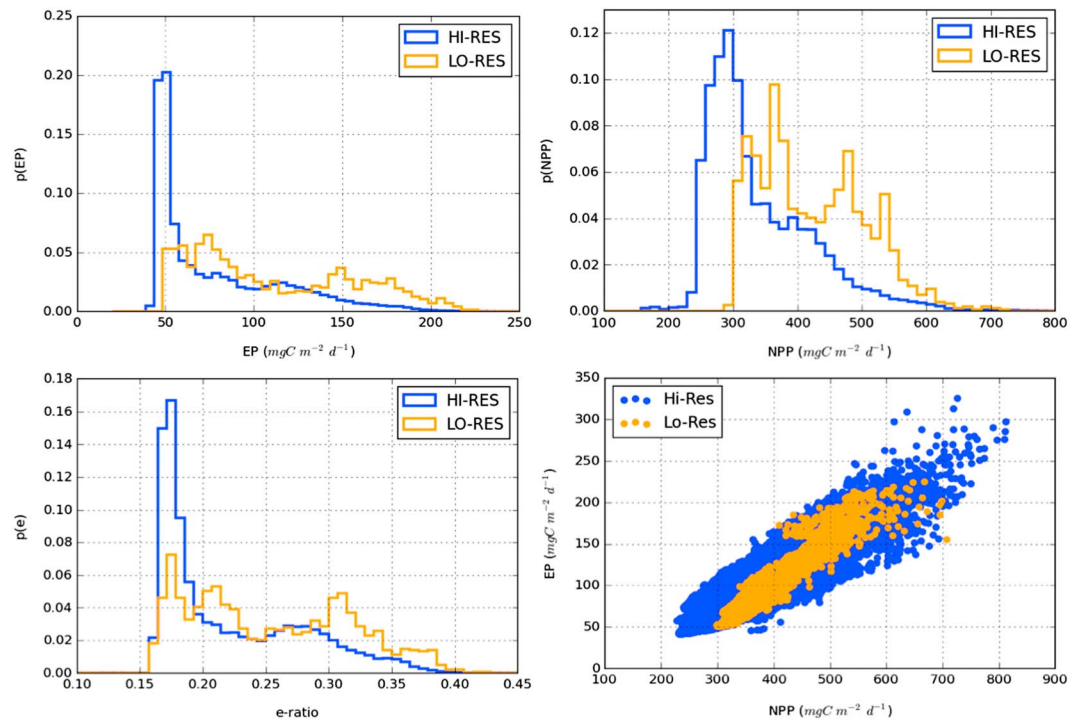 0.25
0.20
0.15
0.10
0.05
0.00
p(EP)
HI-RES
LO-RES
0 50 100 150 200 250
EP (mgC m⁻² d⁻¹)
0.12
0.10
0.08
0.06
0.04
0.02
0.00
p(NPP)
HI-RES
LO-RES
100 200 300 400 500 600 700 800
NPP (mgC m⁻² d⁻¹)
0.18
0.16
0.14
0.12
0.10
0.08
0.06
0.04
0.02
0.00
p(e)
HI-RES
LO-RES
0.10 0.15 0.20 0.25 0.30 0.35 0.40 0.45
e-ratio
350
300
250
200
150
100
50
0
EP (mgC m⁻² d⁻¹)
Hi-Res
Lo-Res
100 200 300 400 500 600 700 800 900
NPP (mgC m⁻² d⁻¹)